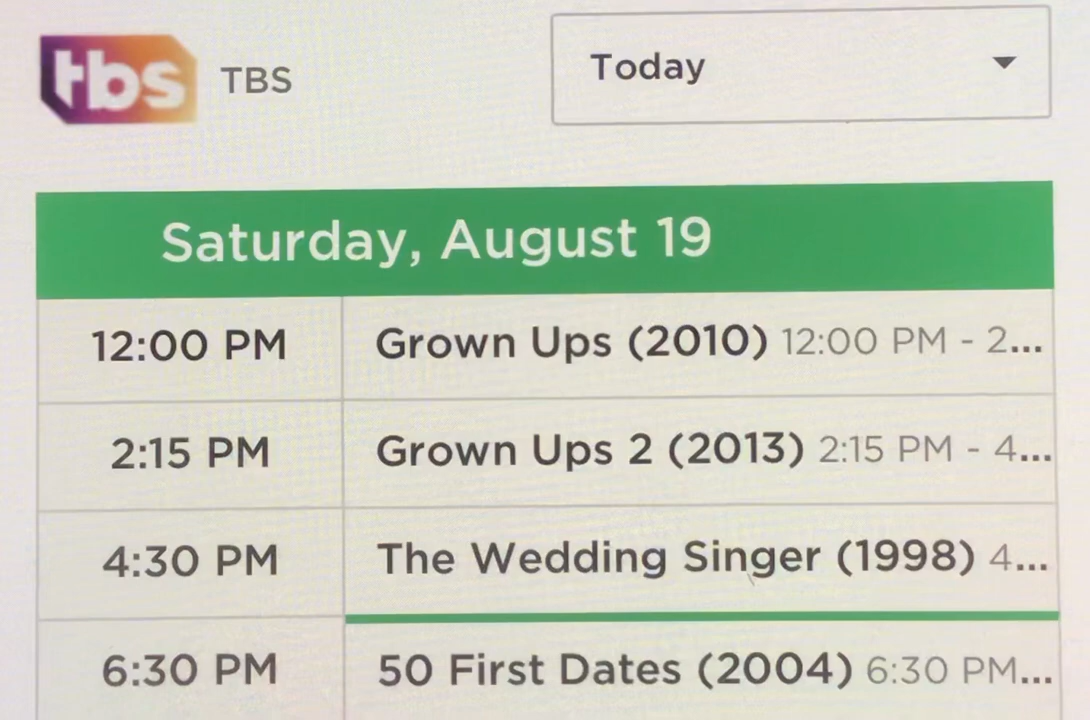 tbs TBS Today
Saturday, August 19
12:00 PM Grown Ups (2010) 12:00 PM - 2...
2:15 PM Grown Ups 2 (2013) 2:15 PM - 4...
4:30 PM The Wedding Singer (1998) 4...
6:30 PM 50 First Dates (2004) 6:30 PM...